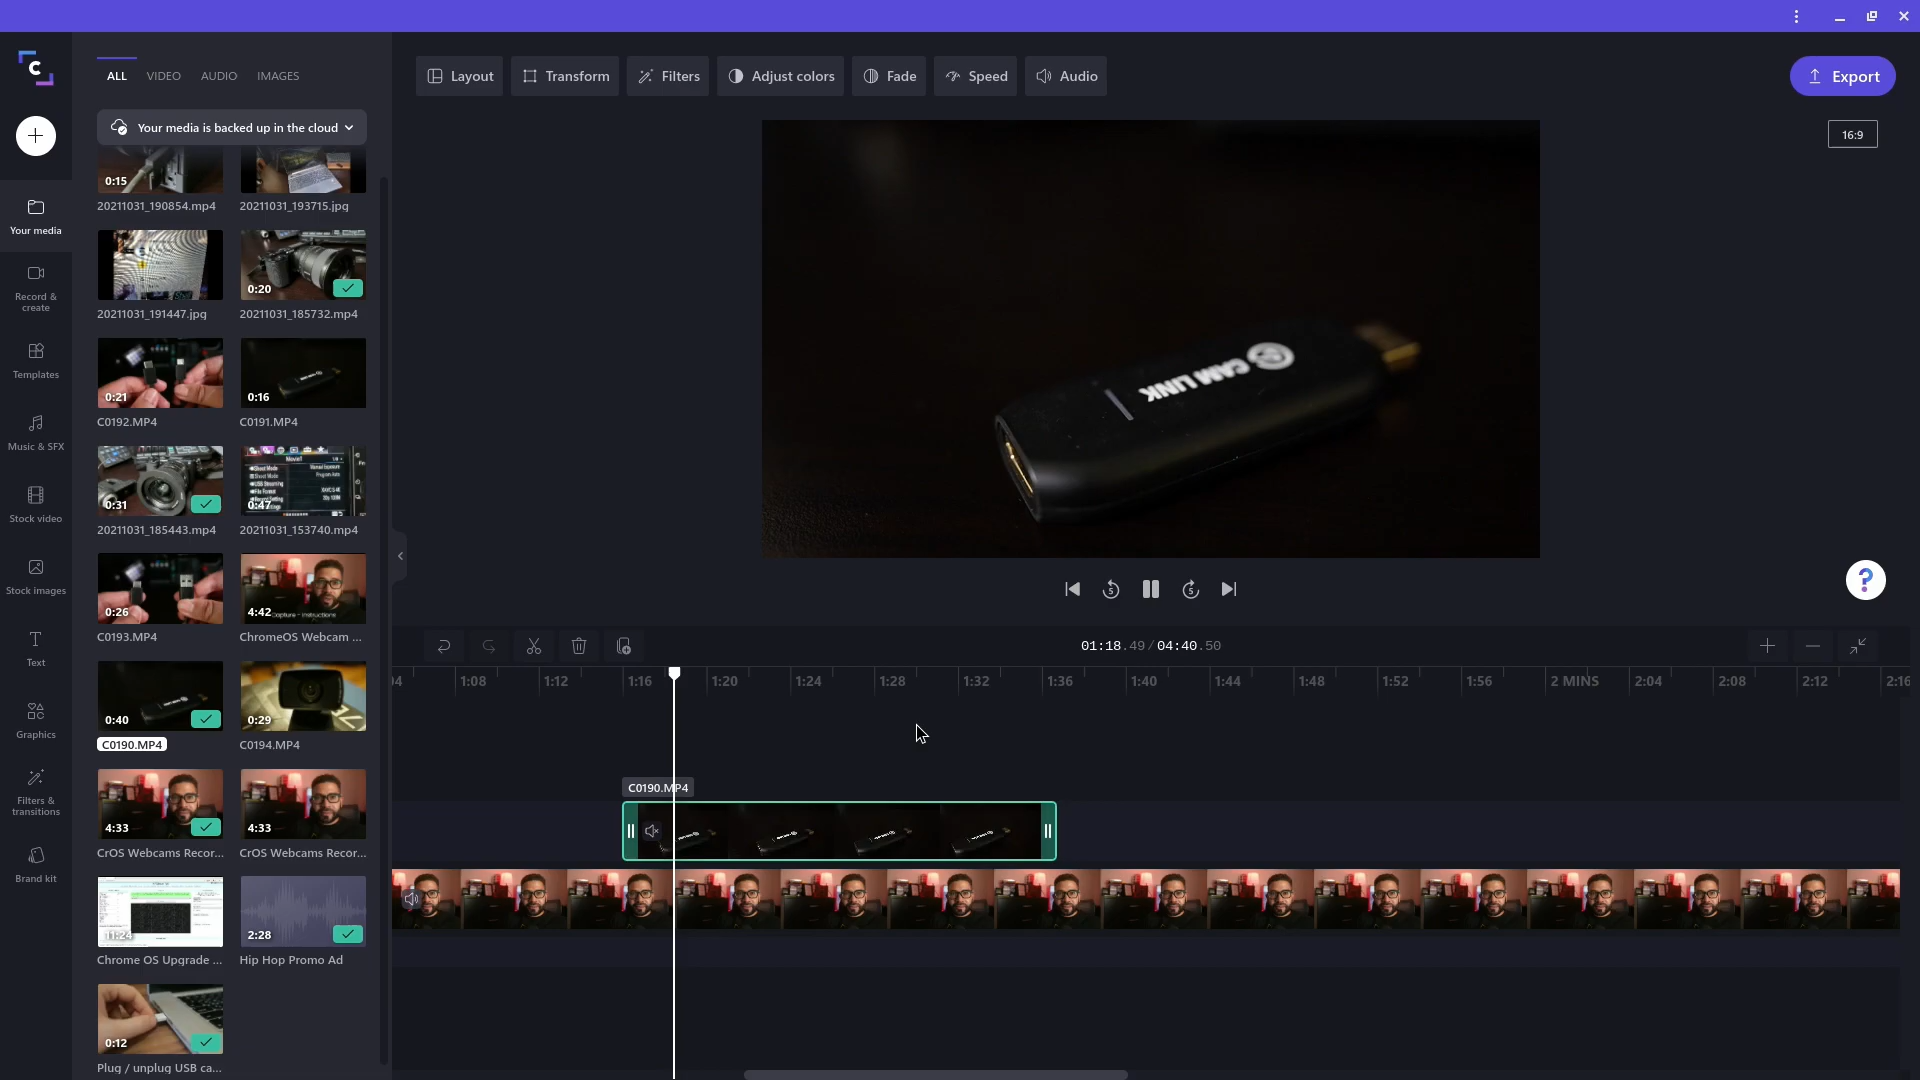 ALL VIDEO AUDIO IMAGES
Layout Transform Filters Adjust colors Fade Speed Audio
Export
16:9
Your media is backed up in the cloud
Your media
Record & create
Templates
Music & SFX
Stock video
Stock images
Text
Graphics
Filters & transitions
Brand kit
0:15
20211031_190854.mp4 20211031_193715.jpg
0:20
20211031_191447.jpg 20211031_185732.mp4
0:21 0:16
C0192.MP4 C0191.MP4
0:31 0:47
20211031_185443.mp4 20211031_153740.mp4
0:26 4:42
C0193.MP4 ChromeOS Webcam ...
0:40 0:29
C0190.MP4 C0194.MP4
4:33 4:33
CrOS Webcams Recor... CrOS Webcams Recor...
11:24 2:28
Chrome OS Upgrade ... Hip Hop Promo Ad
0:12
Plug / unplug USB ca...
CAM LINK
5 5
?
01:18.49/04:40.50
04 1:08 1:12 1:16 1:20 1:24 1:28 1:32 1:36 1:40 1:44 1:48 1:52 1:56 2 MINS 2:04 2:08 2:12 2:16
C0190.MP4